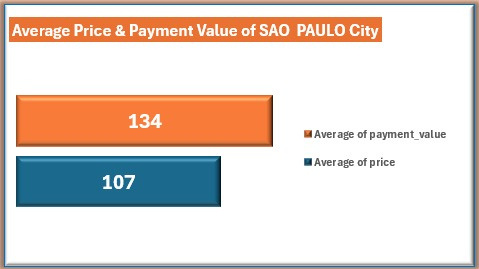 Average Price & Payment Value of SAO PAULO City
134
Average of payment_value
Average of price
107